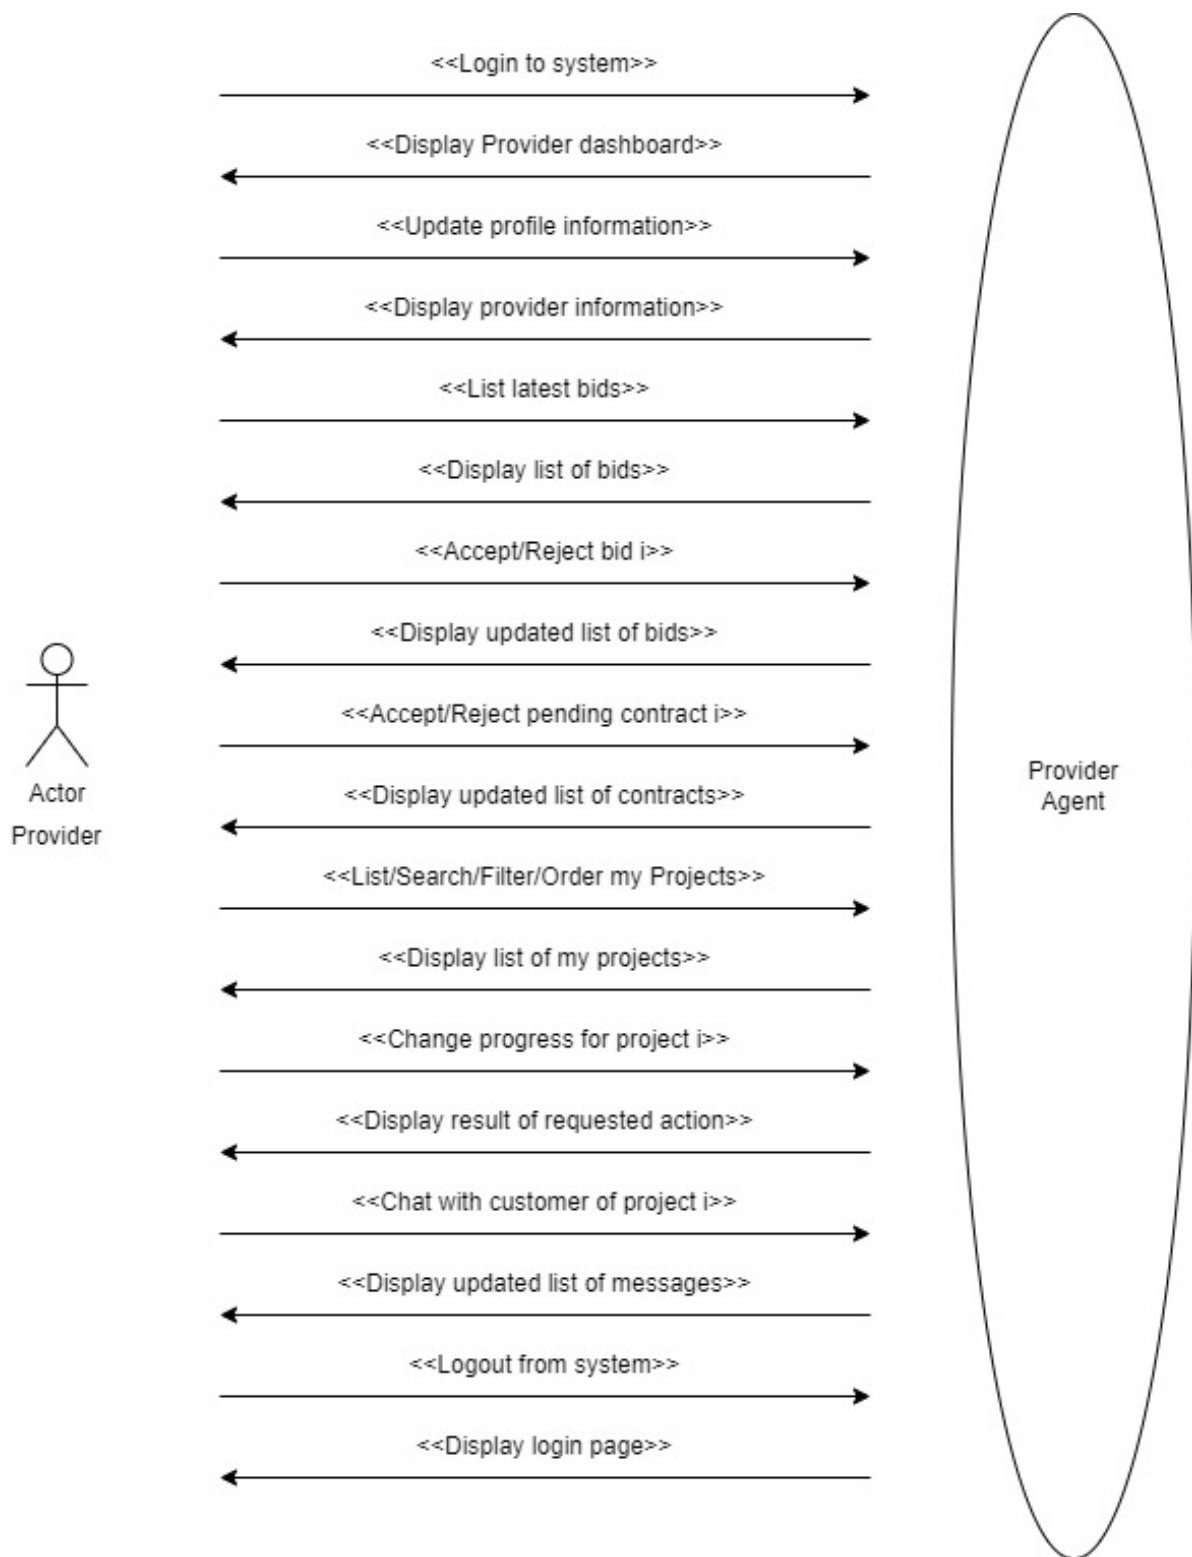 <<Login to system>>
<<Display Provider dashboard>>
<<Update profile information>>
<<Display provider information>>
<<List latest bids>>
<<Display list of bids>>
<<Accept/Reject bid i>>
<<Display updated list of bids>>
<<Accept/Reject pending contract i>>
<<Display updated list of contracts>>
<<List/Search/Filter/Order my Projects>>
<<Display list of my projects>>
<<Change progress for project i>>
<<Display result of requested action>>
<<Chat with customer of project i>>
<<Display updated list of messages>>
<<Logout from system>>
<<Display login page>>
Actor
Provider
Provider
Agent